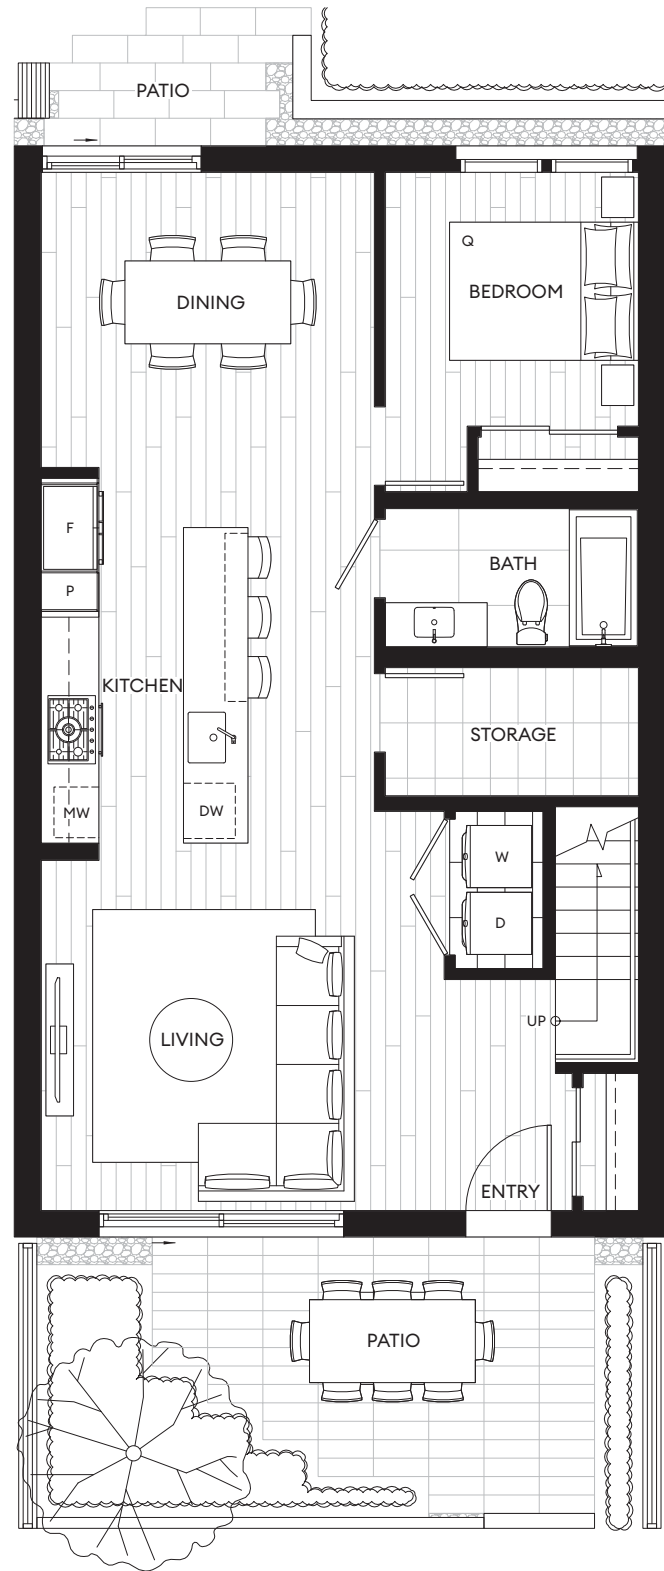 PATIO
Q
BEDROOM
DINING
F
BATH
P
KITCHEN
STORAGE
MW
DW
W
D
UP
LIVING
ENTRY
PATIO